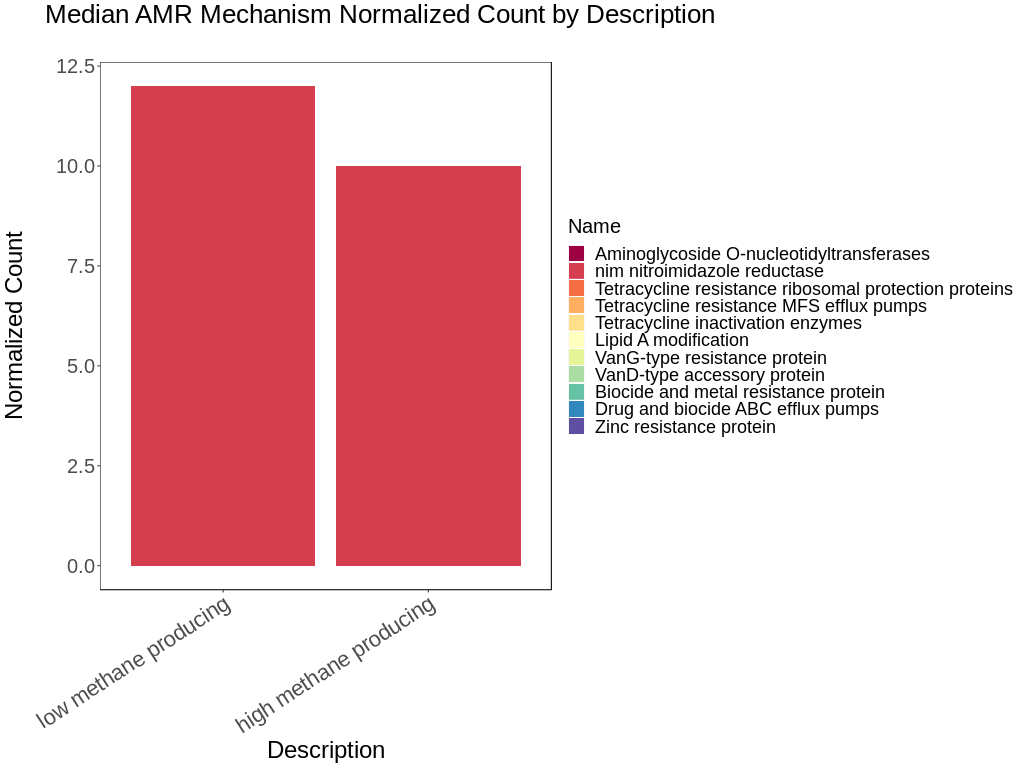 Median AMR Mechanism Normalized Count by Description
12.5
10.0
7.5
5.0
2.5
0.0
Normalized Count
low methane producing
high methane producing
Description
Name
Aminoglycoside O-nucleotidyltransferases
nim nitroimidazole reductase
Tetracycline resistance ribosomal protection proteins
Tetracycline resistance MFS efflux pumps
Tetracycline inactivation enzymes
Lipid A modification
VanG-type resistance protein
VanD-type accessory protein
Biocide and metal resistance protein
Drug and biocide ABC efflux pumps
Zinc resistance protein